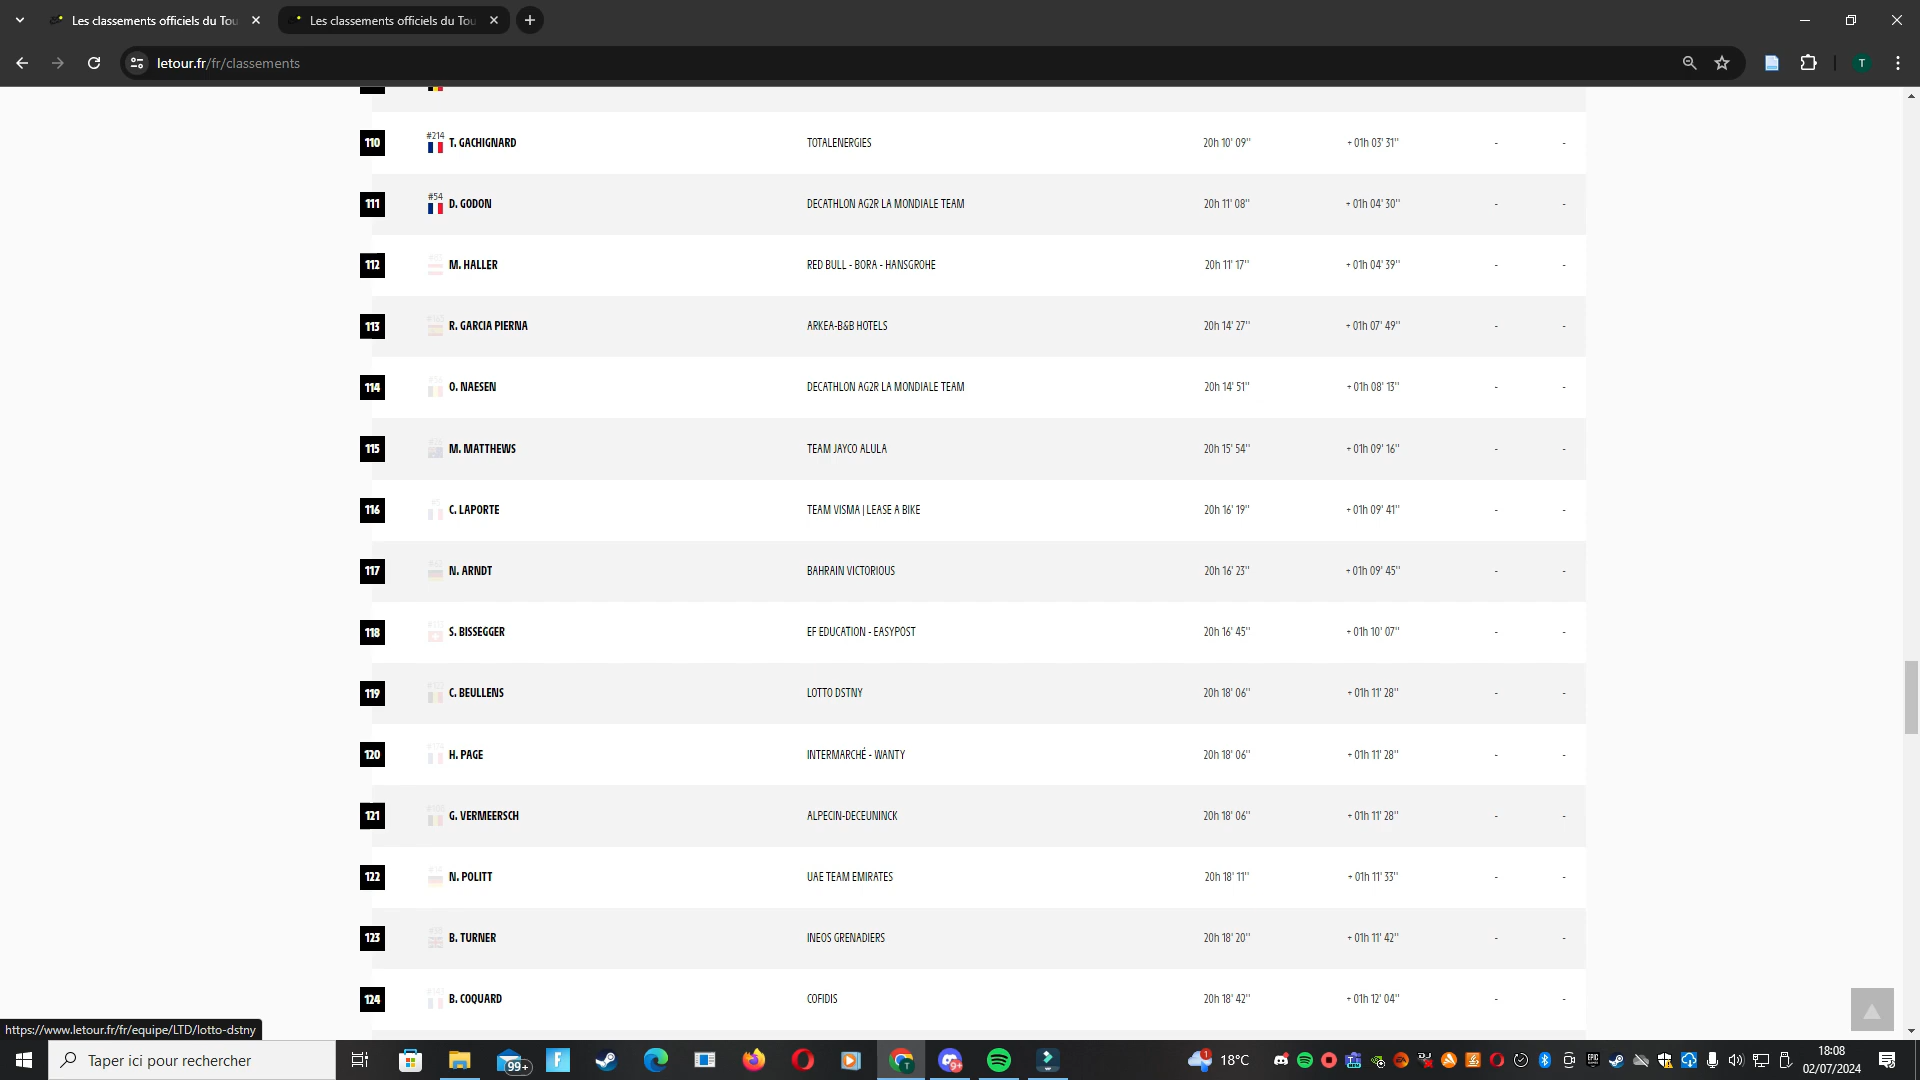 Les classements officiels du Tou
Les classements officiels du Tou
letour.fr/fr/classements
T
110 #214 T. GACHIGNARD TOTALENERGIES 20h 10' 09'' + 01h 03' 31'' - -
111 #54 D. GODON DECATHLON AG2R LA MONDIALE TEAM 20h 11' 08'' + 01h 04' 30'' - -
112 M. HALLER RED BULL - BORA - HANSGROHE 20h 11' 17'' + 01h 04' 39'' - -
113 R. GARCIA PIERNA ARKEA-B&B HOTELS 20h 14' 27'' + 01h 07' 49'' - -
114 O. NAESEN DECATHLON AG2R LA MONDIALE TEAM 20h 14' 51'' + 01h 08' 13'' - -
115 M. MATTHEWS TEAM JAYCO ALULA 20h 15' 54'' + 01h 09' 16'' - -
116 C. LAPORTE TEAM VISMA | LEASE A BIKE 20h 16' 19'' + 01h 09' 41'' - -
117 N. ARNDT BAHRAIN VICTORIOUS 20h 16' 23'' + 01h 09' 45'' - -
118 S. BISSEGGER EF EDUCATION - EASYPOST 20h 16' 45'' + 01h 10' 07'' - -
119 C. BEULLENS LOTTO DSTNY 20h 18' 06'' + 01h 11' 28'' - -
120 H. PAGE INTERMARCHÉ - WANTY 20h 18' 06'' + 01h 11' 28'' - -
121 G. VERMEERSCH ALPECIN-DECEUNINCK 20h 18' 06'' + 01h 11' 28'' - -
122 N. POLITT UAE TEAM EMIRATES 20h 18' 11'' + 01h 11' 33'' - -
123 B. TURNER INEOS GRENADIERS 20h 18' 20'' + 01h 11' 42'' - -
124 B. COQUARD COFIDIS 20h 18' 42'' + 01h 12' 04'' - -
https://www.letour.fr/fr/equipe/LTD/lotto-dstny
Taper ici pour rechercher
99+
18°C
18:08
02/07/2024